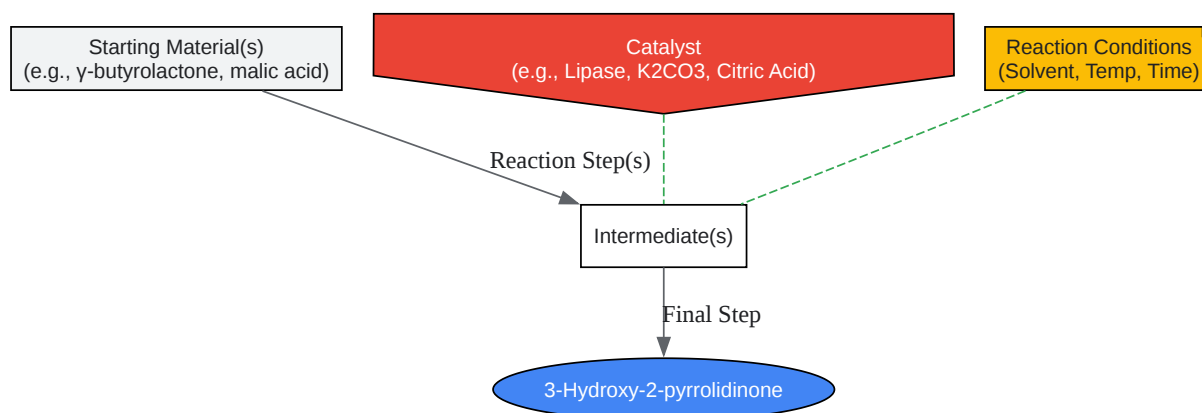 Starting Material(s)
(e.g., γ-butyrolactone, malic acid)
Catalyst
(e.g., Lipase, K2CO3, Citric Acid)
Reaction Conditions
(Solvent, Temp, Time)
Reaction Step(s)
Intermediate(s)
Final Step
3-Hydroxy-2-pyrrolidinone